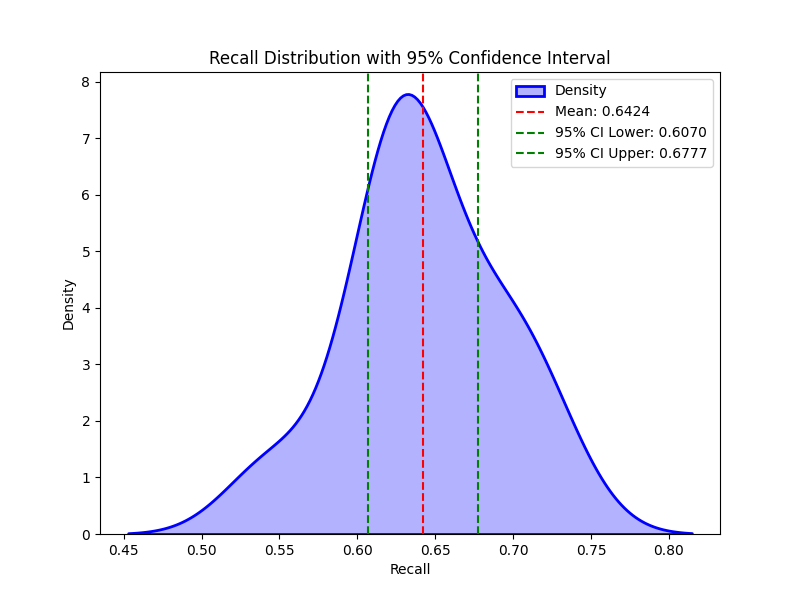 Recall Distribution with 95% Confidence Interval
Density
Mean: 0.6424
95% CI Lower: 0.6070
95% CI Upper: 0.6777
Density
8
7
6
5
4
3
2
1
0
0.45 0.50 0.55 0.60 0.65 0.70 0.75 0.80
Recall